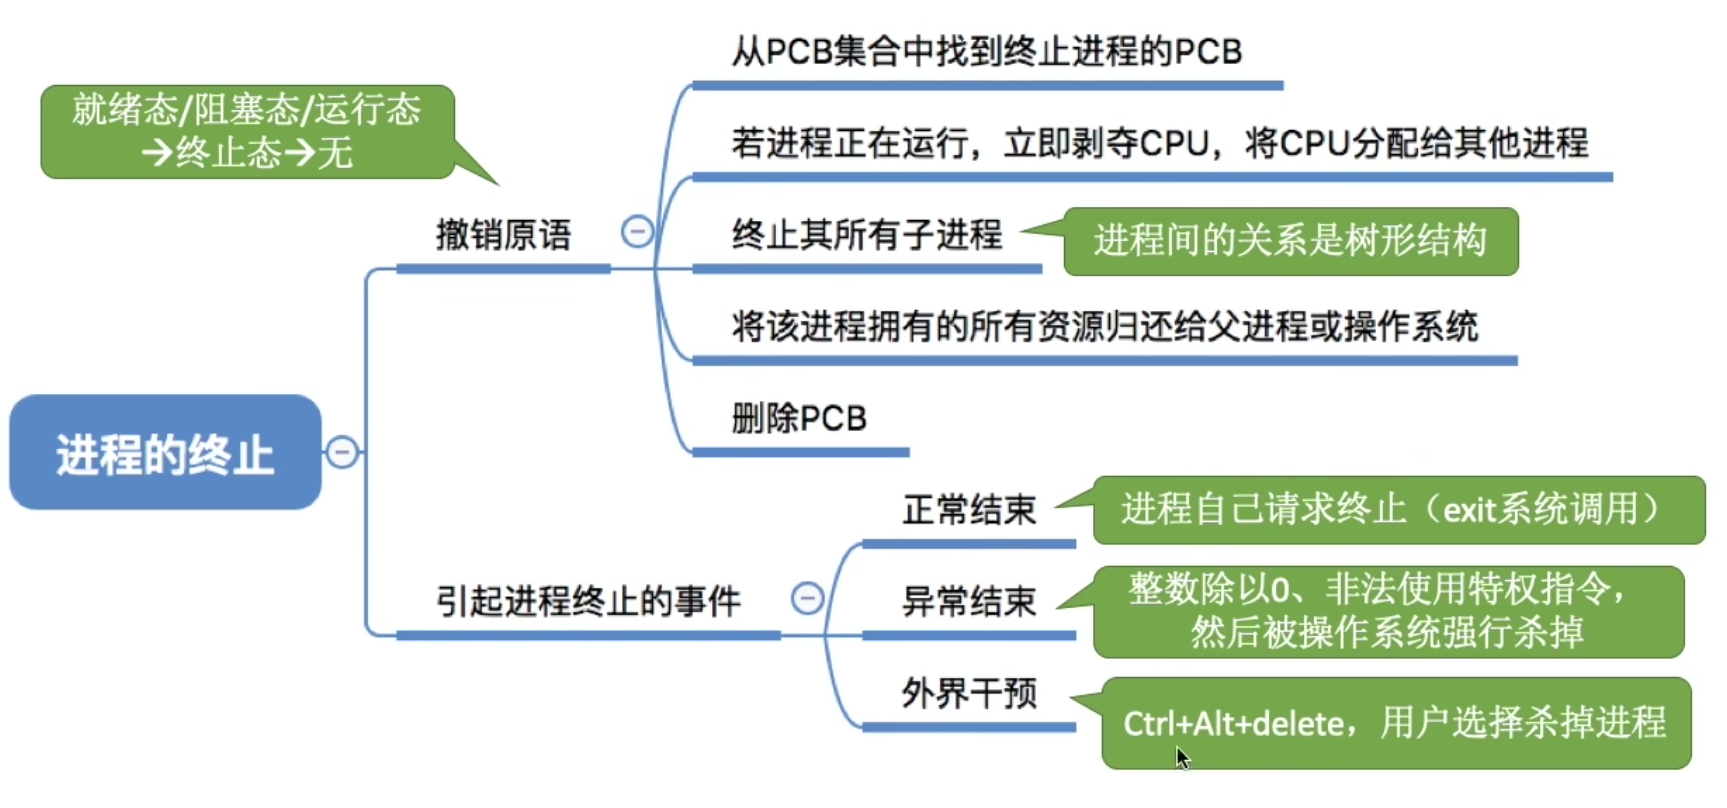 从PCB集合中找到终止进程的PCB
就绪态/阻塞态/运行态
→终止态→无
若进程正在运行，立即剥夺CPU，将CPU分配给其他进程
撤销原语
终止其所有子进程
进程间的关系是树形结构
将该进程拥有的所有资源归还给父进程或操作系统
删除PCB
进程的终止
正常结束
进程自己请求终止（exit系统调用）
引起进程终止的事件
异常结束
整数除以0、非法使用特权指令，
然后被操作系统强行杀掉
外界干预
Ctrl+Alt+delete，用户选择杀掉进程